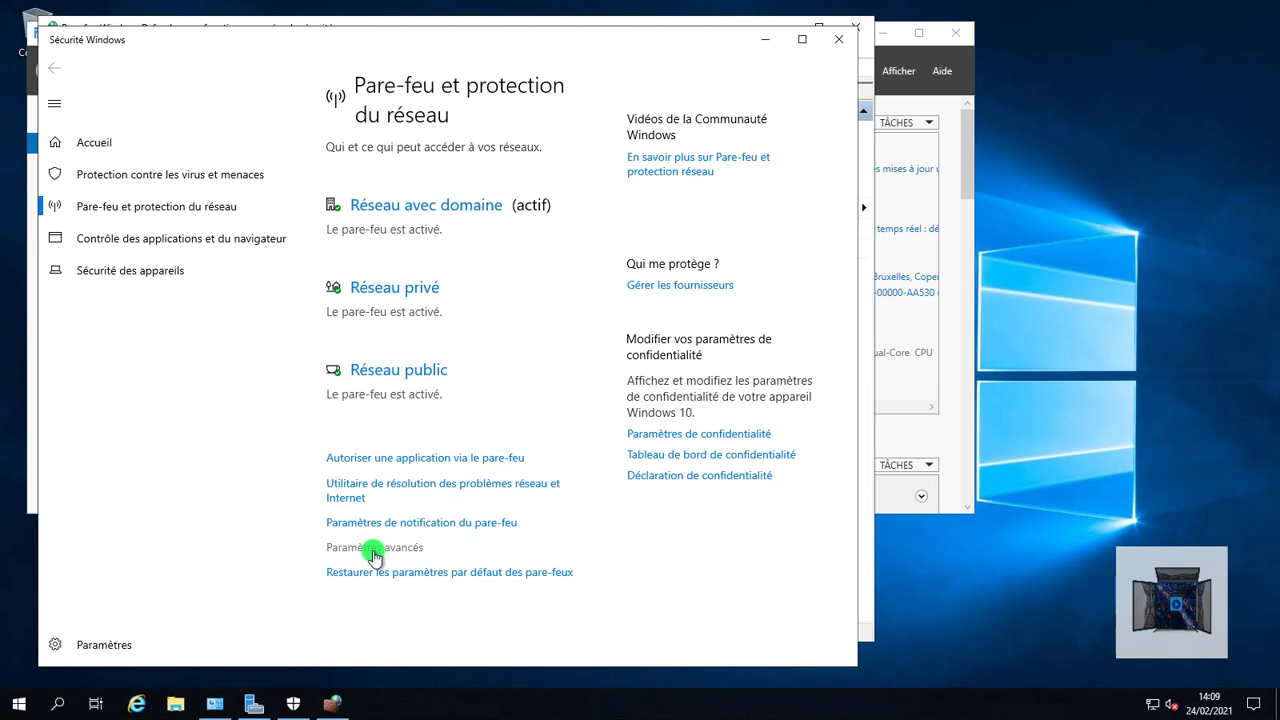 Sécurité Windows
Pare-feu et protection
du réseau
Qui et ce qui peut accéder à vos réseaux.
Accueil
Protection contre les virus et menaces
Pare-feu et protection du réseau
Contrôle des applications et du navigateur
Sécurité des appareils
Réseau avec domaine (actif)
Le pare-feu est activé.
Réseau privé
Le pare-feu est activé.
Réseau public
Le pare-feu est activé.
Autoriser une application via le pare-feu
Utilitaire de résolution des problèmes réseau et
Internet
Paramètres de notification du pare-feu
Paramètres avancés
Restaurer les paramètres par défaut des pare-feux
Vidéos de la Communauté
Windows
En savoir plus sur Pare-feu et
protection réseau
Qui me protège ?
Gérer les fournisseurs
Modifier vos paramètres de
confidentialité
Affichez et modifiez les paramètres
de confidentialité de votre appareil
Windows 10.
Paramètres de confidentialité
Tableau de bord de confidentialité
Déclaration de confidentialité
Paramètres
Afficher Aide
TÂCHES
es mises à jour
temps réel : dé
Bruxelles, Copen
-00000-AA530
ual-Core CPU
TÂCHES
14:09
24/02/2021